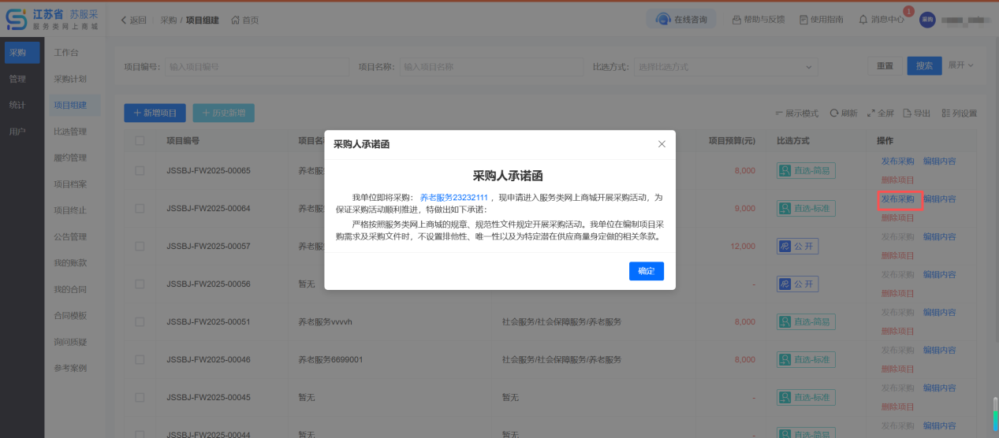 江苏省 苏服采
服务类网上商城
返回 采购 / 项目组建 首页
在线咨询 帮助与反馈 使用指南 消息中心 1 采购
采购
管理
统计
用户
工作台
采购计划
项目组建
比选管理
履约管理
项目档案
项目终止
公告管理
我的账款
我的合同
合同模板
询问质疑
参考案例
项目编号: 输入项目编号 项目名称: 输入项目名称 比选方式: 选择比选方式 重置 搜索 展开
+ 新增项目 + 历史新增 展示模式 刷新 全屏 导出 列设置
项目编号 项目名 项目预算(元) 比选方式 操作
JSSBJ-FW2025-00065 养老服 8,000 直选-简易 发布采购 编辑内容
删除项目
JSSBJ-FW2025-00064 养老服 9,000 直选-标准 发布采购 编辑内容
删除项目
JSSBJ-FW2025-00057 养老服 12,000 公开 发布采购 编辑内容
删除项目
JSSBJ-FW2025-00056 暂无 - 公开 发布采购 编辑内容
删除项目
JSSBJ-FW2025-00051 养老服务vvvvh 社会服务/社会保障服务/养老服务 8,000 直选-简易 发布采购 编辑内容
删除项目
JSSBJ-FW2025-00046 养老服务6699001 社会服务/社会保障服务/养老服务 8,000 直选-标准 发布采购 编辑内容
删除项目
JSSBJ-FW2025-00045 暂无 暂无 - 直选-标准 发布采购 编辑内容
删除项目
JSSBJ-FW2025-00044 暂无 暂无 - 直选-简易 发布采购 编辑内容
采购人承诺函
采购人承诺函
我单位即将采购： 养老服务23232111 ，现申请进入服务类网上商城开展采购活动，为
保证采购活动顺利推进，特做出如下承诺：
严格按照服务类网上商城的规章、规范性文件规定开展采购活动。我单位在编制项目采
购需求及采购文件时，不设置排他性、唯一性以及为特定潜在供应商量身定做的相关条款。
确定